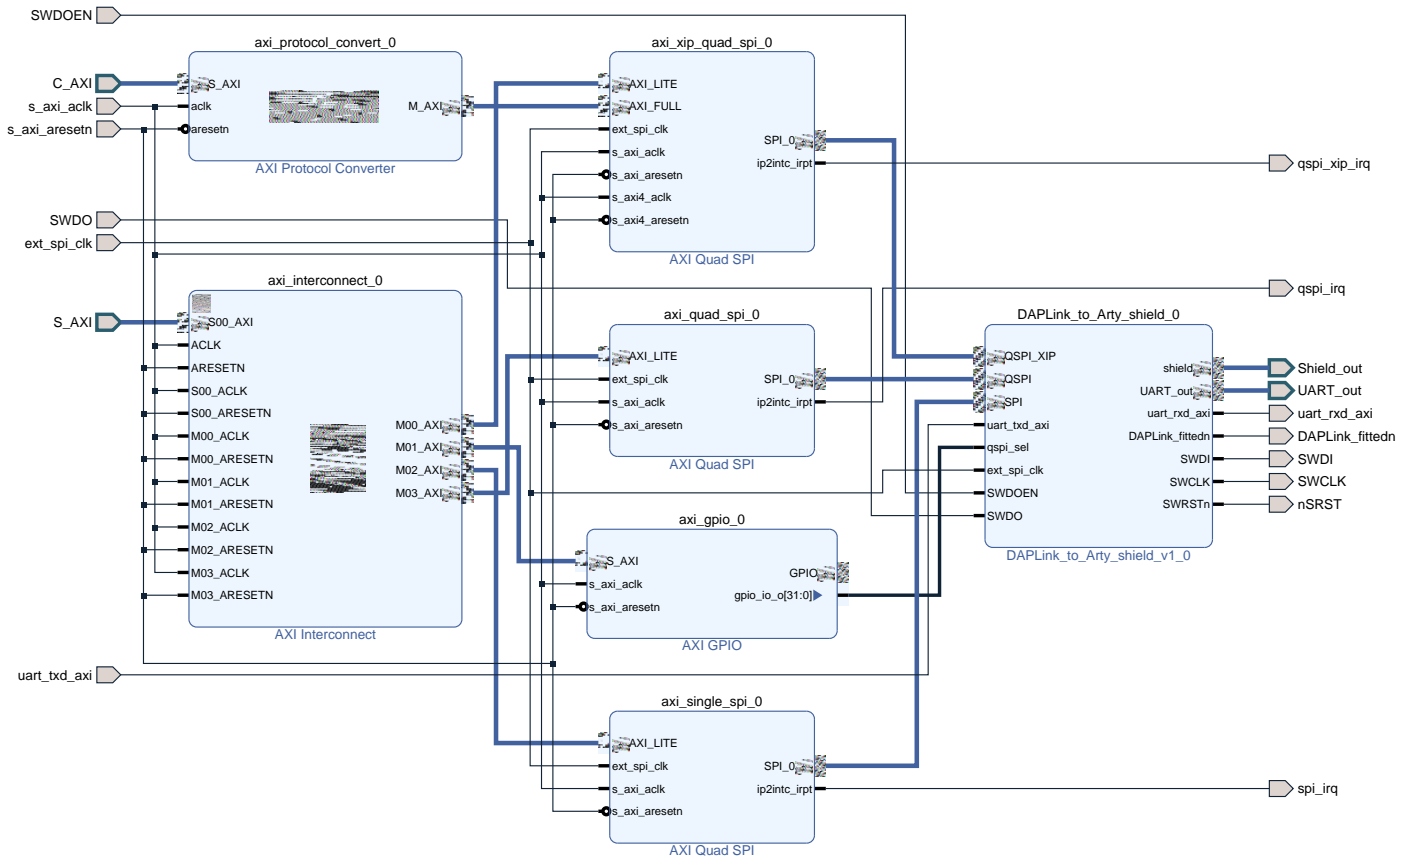 SWDOEN
C_AXI
s_axi_aclk
s_axi_aresetn
SWDO
ext_spi_clk
S_AXI
uart_txd_axi
axi_protocol_convert_0
S_AXI
aclk
aresetn
M_AXI
AXI Protocol Converter
axi_interconnect_0
S00_AXI
ACLK
ARESETN
S00_ACLK
S00_ARESETN
M00_ACLK
M00_ARESETN
M01_ACLK
M01_ARESETN
M02_ACLK
M02_ARESETN
M03_ACLK
M03_ARESETN
M00_AXI
M01_AXI
M02_AXI
M03_AXI
AXI Interconnect
axi_xip_quad_spi_0
AXI_LITE
AXI_FULL
ext_spi_clk
s_axi_aclk
s_axi_aresetn
s_axi4_aclk
s_axi4_aresetn
SPI_0
ip2intc_irpt
AXI Quad SPI
axi_quad_spi_0
AXI_LITE
ext_spi_clk
s_axi_aclk
s_axi_aresetn
SPI_0
ip2intc_irpt
AXI Quad SPI
axi_gpio_0
S_AXI
s_axi_aclk
s_axi_aresetn
GPIO
gpio_io_o[31:0]
AXI GPIO
axi_single_spi_0
AXI_LITE
ext_spi_clk
s_axi_aclk
s_axi_aresetn
SPI_0
ip2intc_irpt
AXI Quad SPI
DAPLink_to_Arty_shield_0
QSPI_XIP
QSPI
SPI
uart_txd_axi
qspi_sel
ext_spi_clk
SWDOEN
SWDO
shield
UART_out
uart_rxd_axi
DAPLink_fittedn
SWDI
SWCLK
SWRSTn
DAPLink_to_Arty_shield_v1_0
qspi_xip_irq
qspi_irq
Shield_out
UART_out
uart_rxd_axi
DAPLink_fittedn
SWDI
SWCLK
nSRST
spi_irq